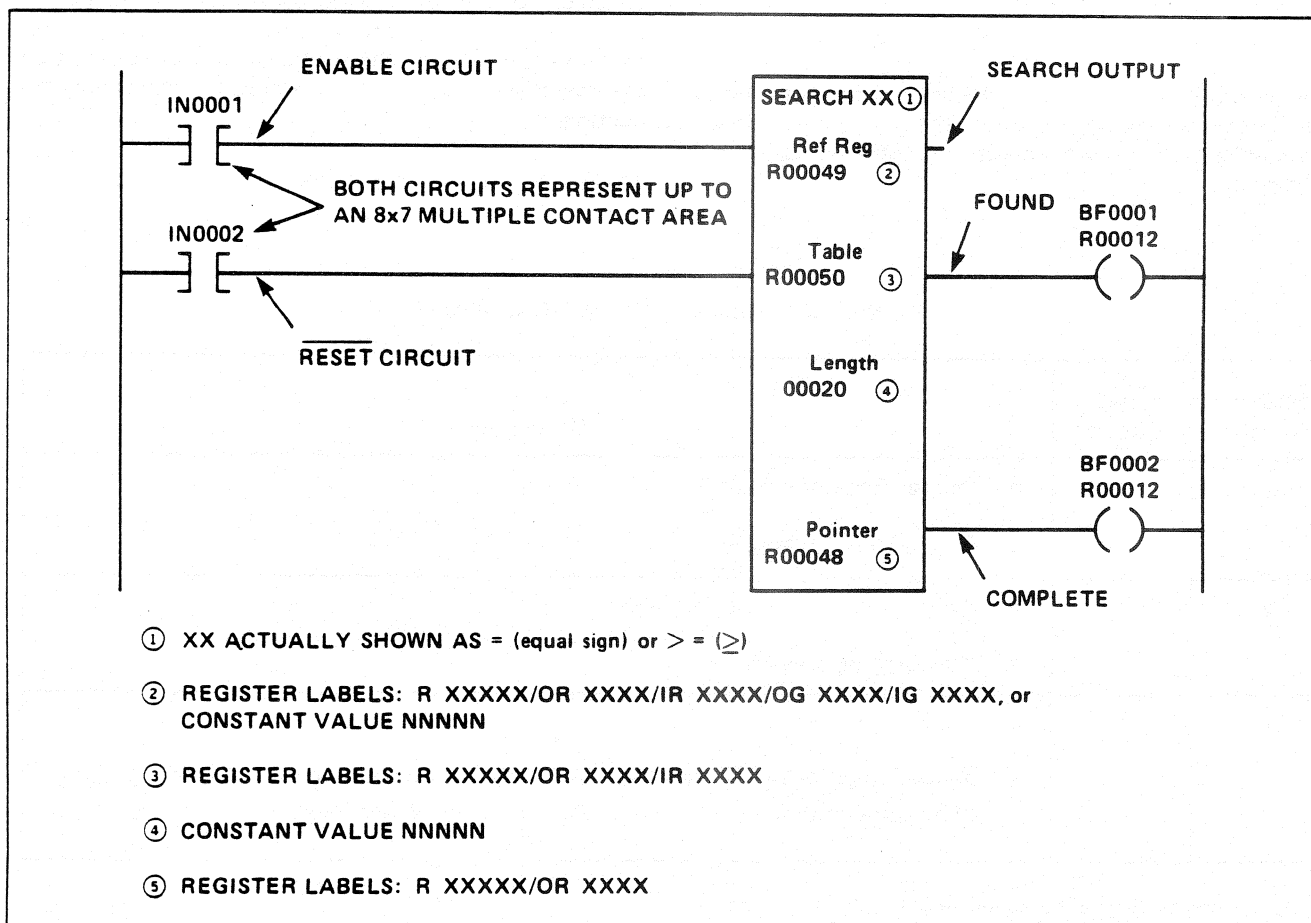 ENABLE CIRCUIT
SEARCH OUTPUT
IN0001
SEARCH XX ①
Ref Reg
R00049 ②
BOTH CIRCUITS REPRESENT UP TO
AN 8x7 MULTIPLE CONTACT AREA
FOUND
BF0001
R00012
IN0002
Table
R00050 ③
RESET CIRCUIT
Length
00020 ④
BF0002
R00012
Pointer
R00048 ⑤
COMPLETE
① XX ACTUALLY SHOWN AS = (equal sign) or > = (≥)
② REGISTER LABELS: R XXXXX/OR XXXX/IR XXXX/OG XXXX/IG XXXX, or
CONSTANT VALUE NNNNN
③ REGISTER LABELS: R XXXXX/OR XXXX/IR XXXX
④ CONSTANT VALUE NNNNN
⑤ REGISTER LABELS: R XXXXX/OR XXXX